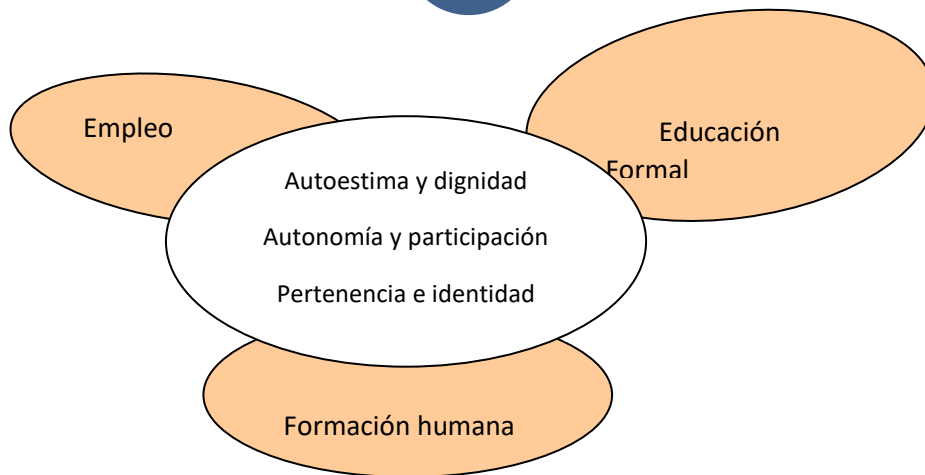 Empleo
Educación
Formal
Autoestima y dignidad
Autonomía y participación
Pertenencia e identidad
Formación humana